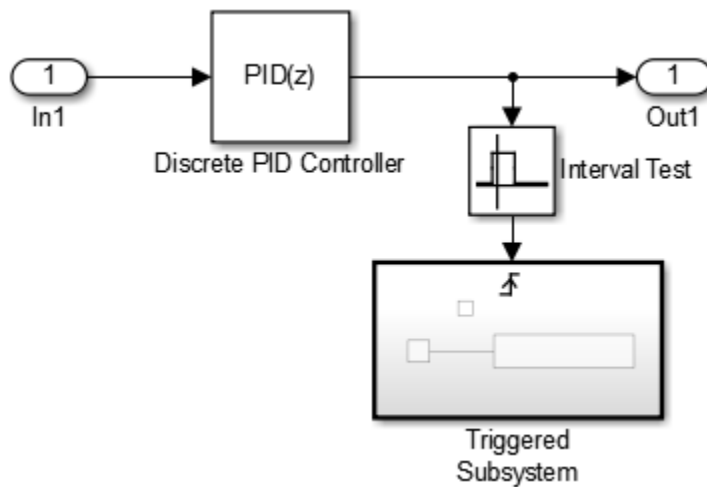 1
In1
PID(z)
Discrete PID Controller
1
Out1
Interval Test
Triggered
Subsystem